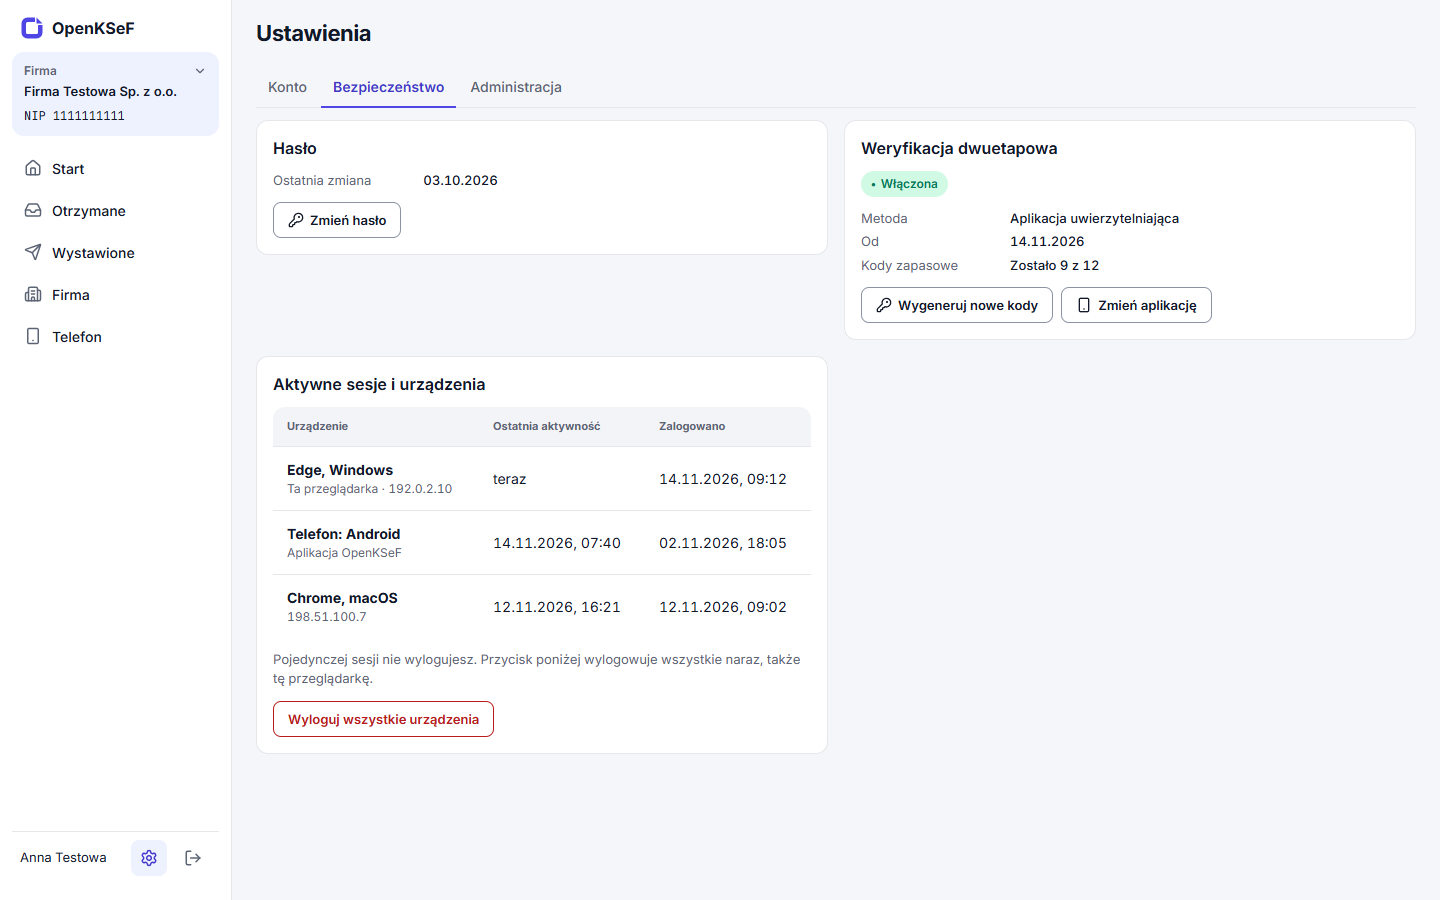 OpenKSeF
Firma
Firma Testowa Sp. z o.o.
NIP 1111111111
Start
Otrzymane
Wystawione
Firma
Telefon
Anna Testowa
Ustawienia
Konto
Bezpieczeństwo
Administracja
Hasło
Ostatnia zmiana 03.10.2026
Zmień hasło
Weryfikacja dwuetapowa
• Włączona
Metoda Aplikacja uwierzytelniająca
Od 14.11.2026
Kody zapasowe Zostało 9 z 12
Wygeneruj nowe kody
Zmień aplikację
Aktywne sesje i urządzenia
Urządzenie Ostatnia aktywność Zalogowano
Edge, Windows
Ta przeglądarka · 192.0.2.10
teraz
14.11.2026, 09:12
Telefon: Android
Aplikacja OpenKSeF
14.11.2026, 07:40
02.11.2026, 18:05
Chrome, macOS
198.51.100.7
12.11.2026, 16:21
12.11.2026, 09:02
Pojedynczej sesji nie wylogujesz. Przycisk poniżej wylogowuje wszystkie naraz, także
tę przeglądarkę.
Wyloguj wszystkie urządzenia